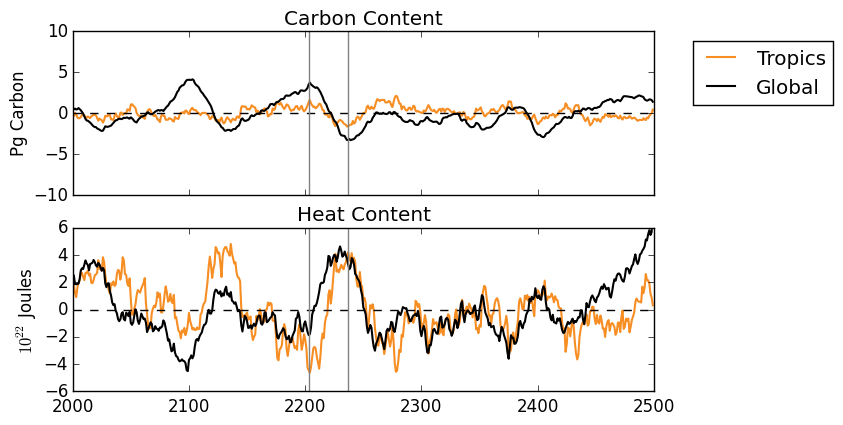 Carbon Content
10
5
0
−5
−10
Pg Carbon
Tropics
Global
Heat Content
6
4
2
0
−2
−4
−6
10²² Joules
2000 2100 2200 2300 2400 2500